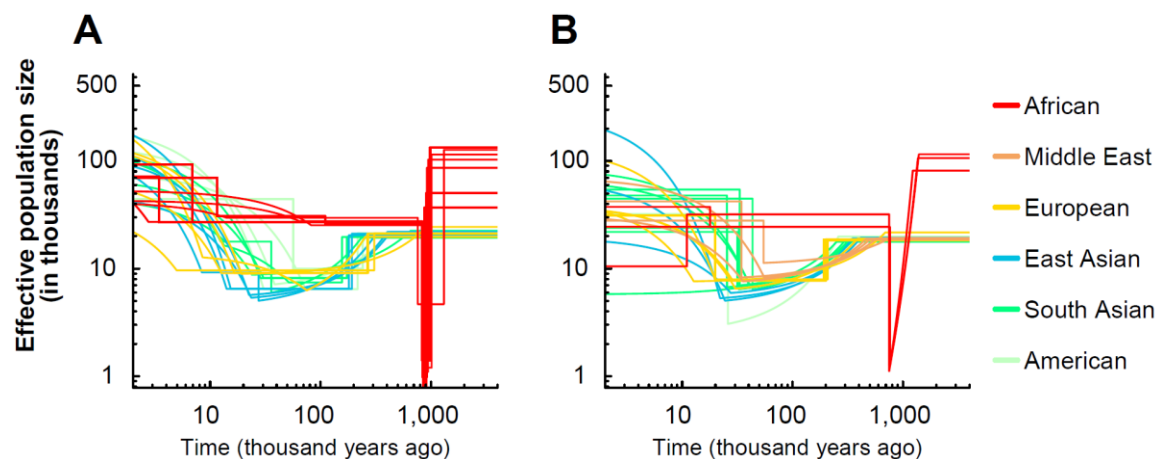 A
B
Effective population size
(in thousands)
500
100
10
1
10
100
1,000
Time (thousand years ago)
500
100
10
1
10
100
1,000
Time (thousand years ago)
African
Middle East
European
East Asian
South Asian
American